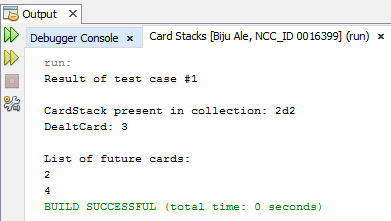 Output
Debugger Console
Card Stacks [Biju Ale, NCC_ID 0016399] (run)
run:
Result of test case #1
CardStack present in collection: 2d2
DealtCard: 3
List of future cards:
2
4
BUILD SUCCESSFUL (total time: 0 seconds)